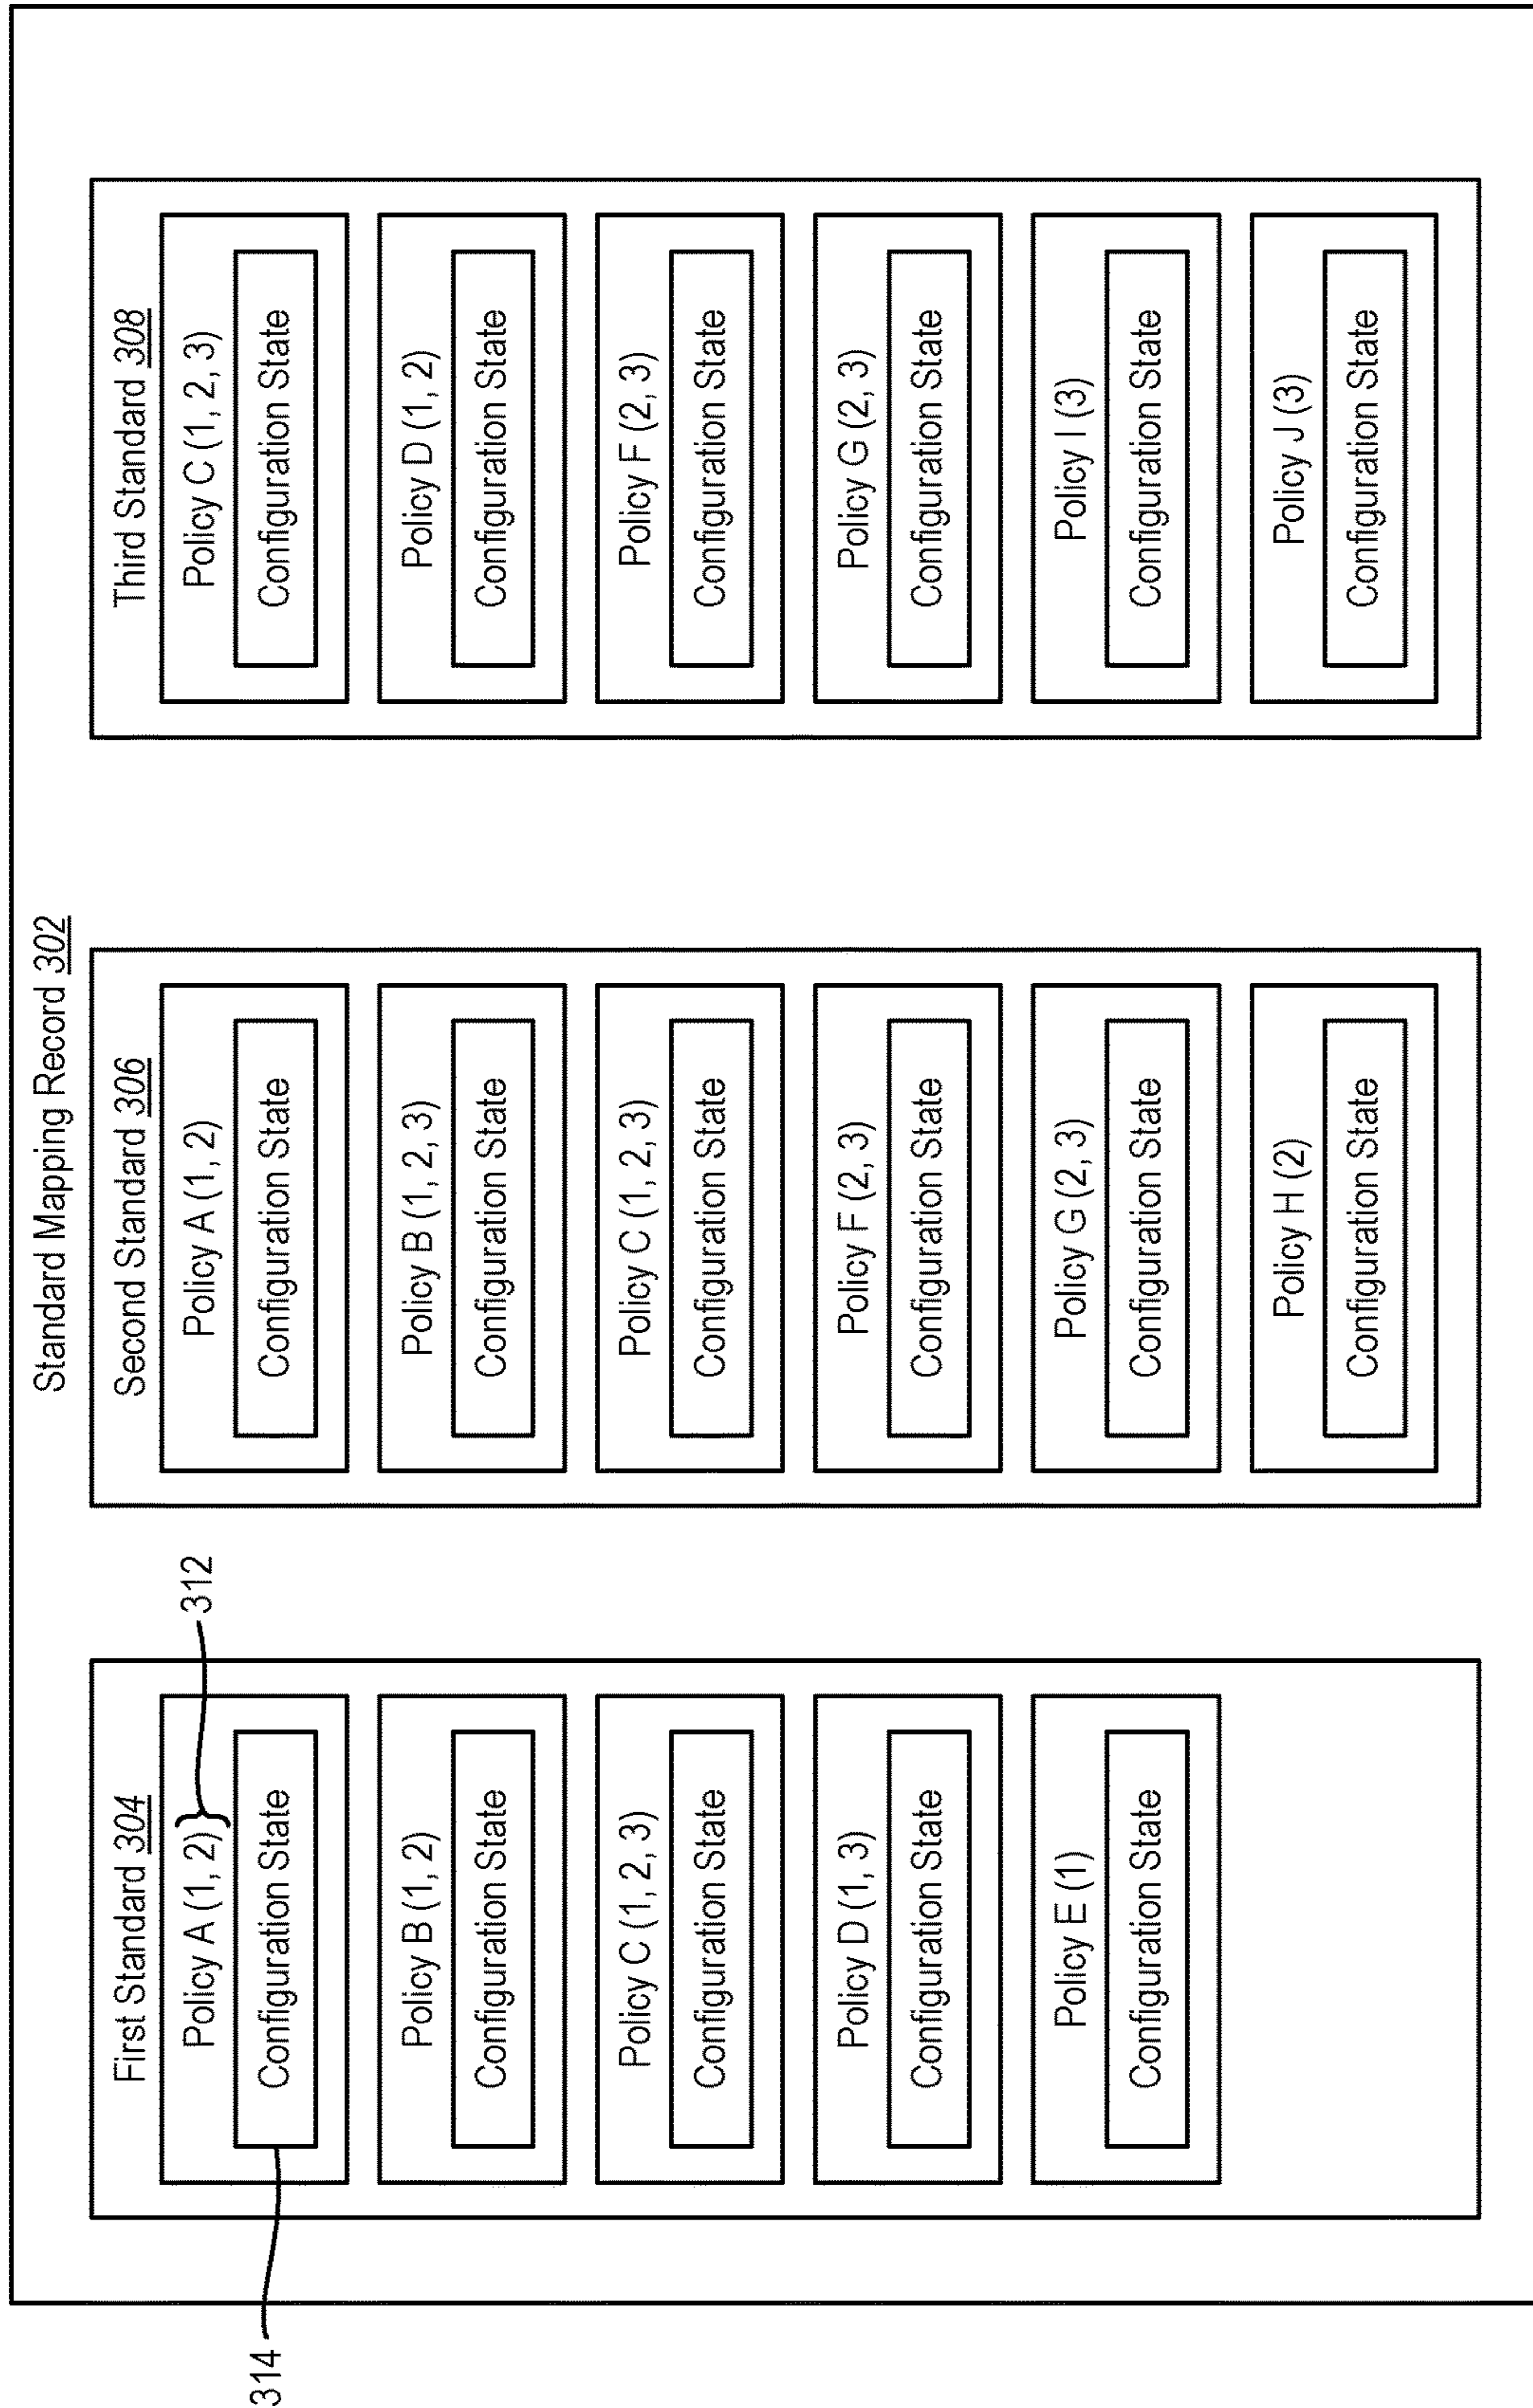 Standard Mapping Record 302
First Standard 304
Policy A (1, 2)
312
Configuration State
314
Policy B (1, 2)
Configuration State
Policy C (1, 2, 3)
Configuration State
Policy D (1, 3)
Configuration State
Policy E (1)
Configuration State
Second Standard 306
Policy A (1, 2)
Configuration State
Policy B (1, 2, 3)
Configuration State
Policy C (1, 2, 3)
Configuration State
Policy F (2, 3)
Configuration State
Policy G (2, 3)
Configuration State
Policy H (2)
Configuration State
Third Standard 308
Policy C (1, 2, 3)
Configuration State
Policy D (1, 2)
Configuration State
Policy F (2, 3)
Configuration State
Policy G (2, 3)
Configuration State
Policy I (3)
Configuration State
Policy J (3)
Configuration State